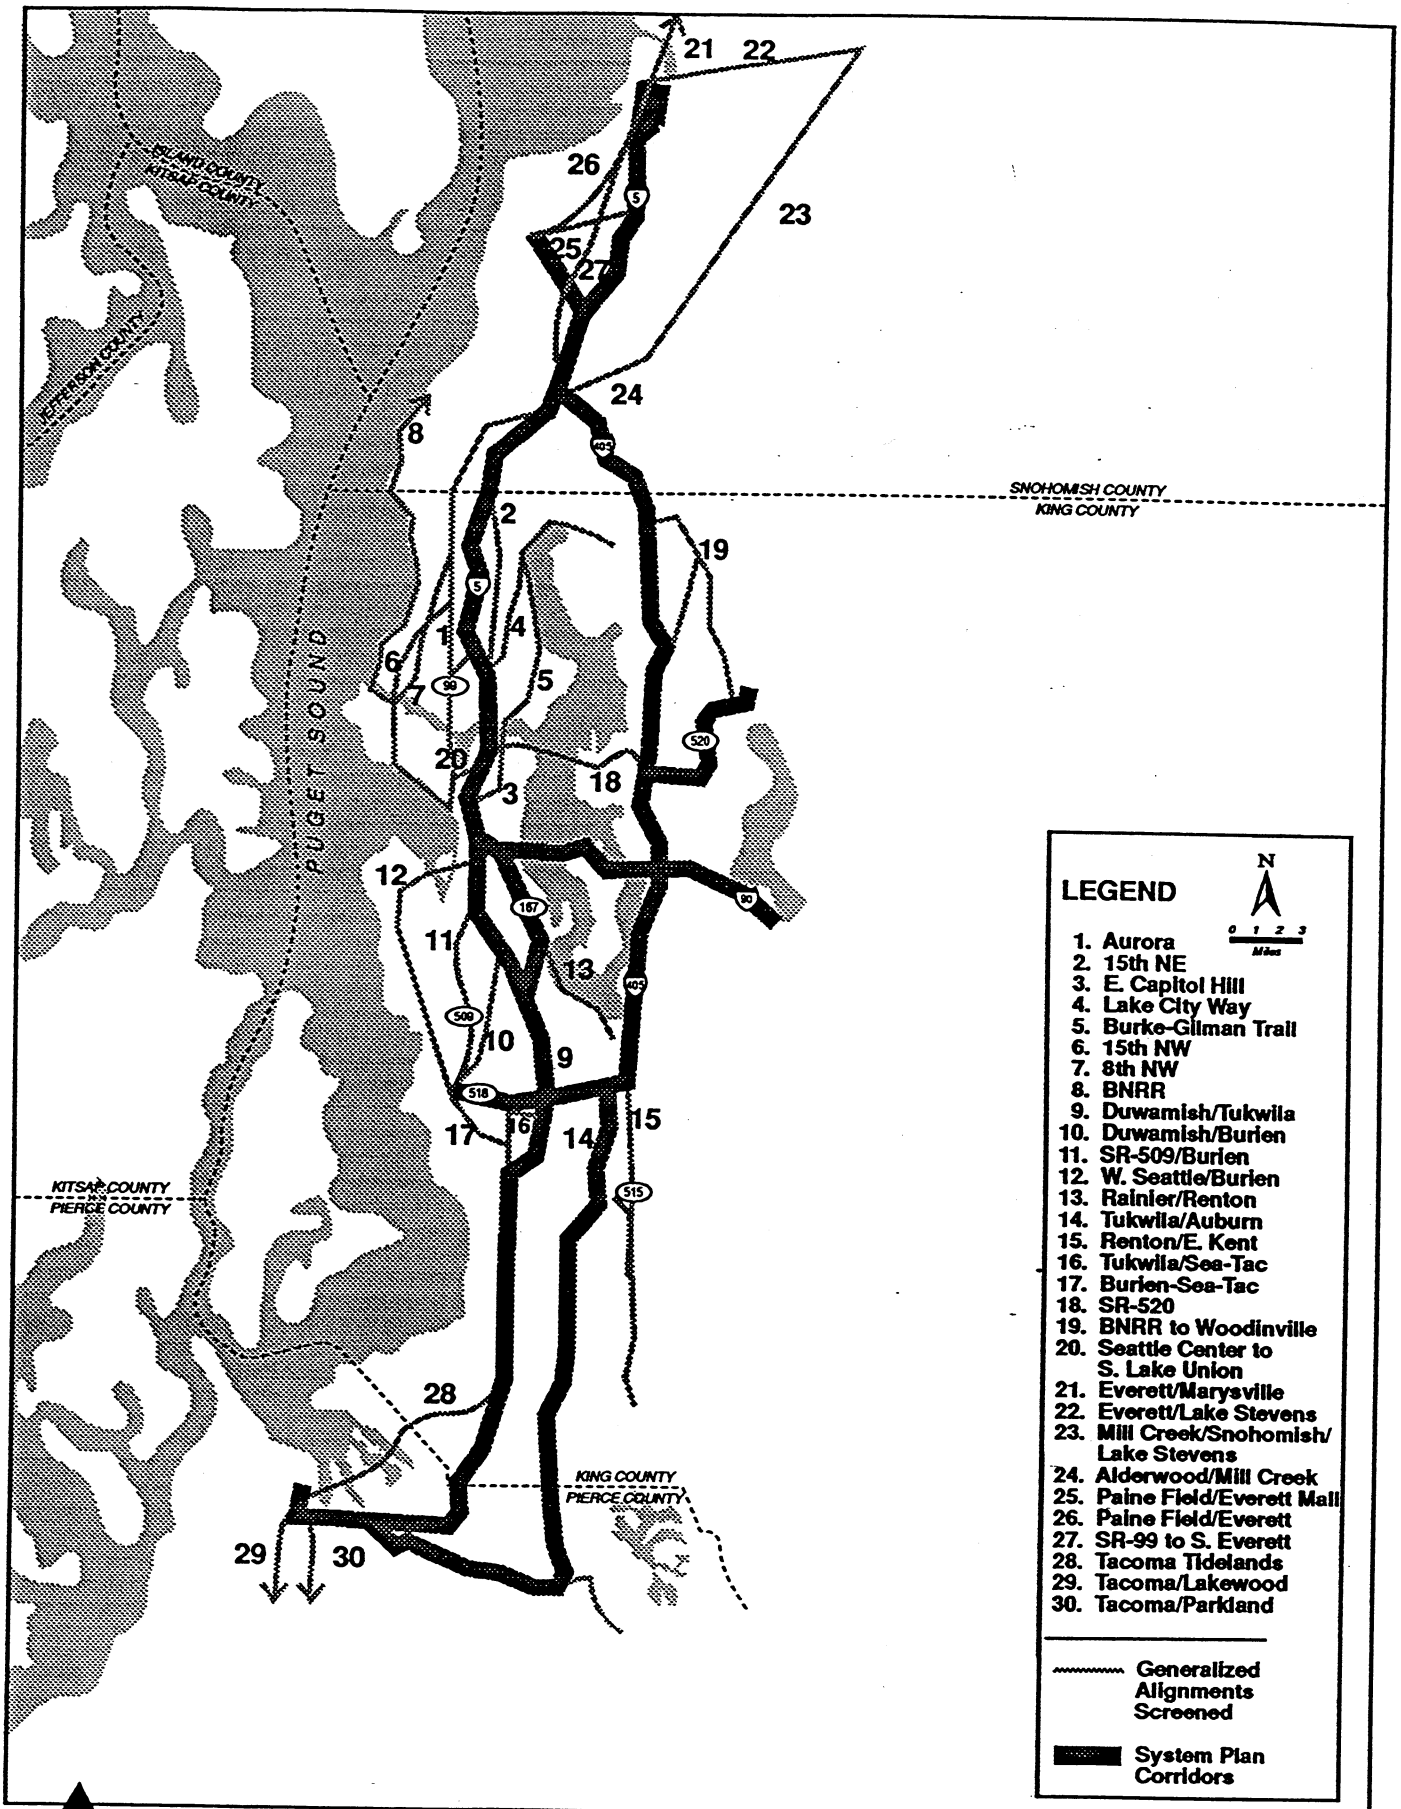 21
22
ISLAND COUNTY
KITSAP COUNTY
26
5
23
25
27
JEFFERSON COUNTY
24
8
405
SNOHOMISH COUNTY
KING COUNTY
2
19
5
1
4
6
7
99
5
PUGET SOUND
520
20
18
3
12
167
90
11
13
405
509
10
9
518
16
17
14
15
KITSAP COUNTY
PIERCE COUNTY
515
28
KING COUNTY
PIERCE COUNTY
29
30
LEGEND
N
0 1 2 3
Miles
1. Aurora
2. 15th NE
3. E. Capitol Hill
4. Lake City Way
5. Burke-Gilman Trail
6. 15th NW
7. 8th NW
8. BNRR
9. Duwamish/Tukwila
10. Duwamish/Burien
11. SR-509/Burien
12. W. Seattle/Burien
13. Rainier/Renton
14. Tukwila/Auburn
15. Renton/E. Kent
16. Tukwila/Sea-Tac
17. Burien-Sea-Tac
18. SR-520
19. BNRR to Woodinville
20. Seattle Center to
S. Lake Union
21. Everett/Marysville
22. Everett/Lake Stevens
23. Mill Creek/Snohomish/
Lake Stevens
24. Alderwood/Mill Creek
25. Paine Field/Everett Mall
26. Paine Field/Everett
27. SR-99 to S. Everett
28. Tacoma Tidelands
29. Tacoma/Lakewood
30. Tacoma/Parkland
Generalized
Alignments
Screened
System Plan
Corridors